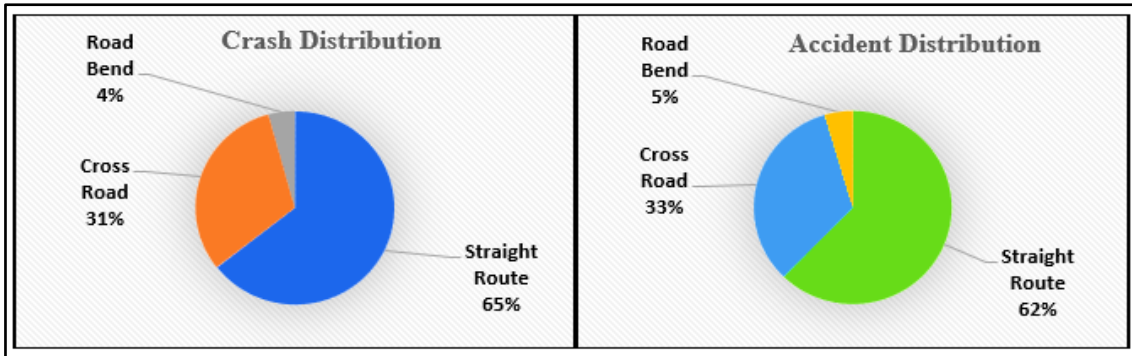 Crash Distribution
Road
Bend
4%
Cross
Road
31%
Straight
Route
65%
Accident Distribution
Road
Bend
5%
Cross
Road
33%
Straight
Route
62%